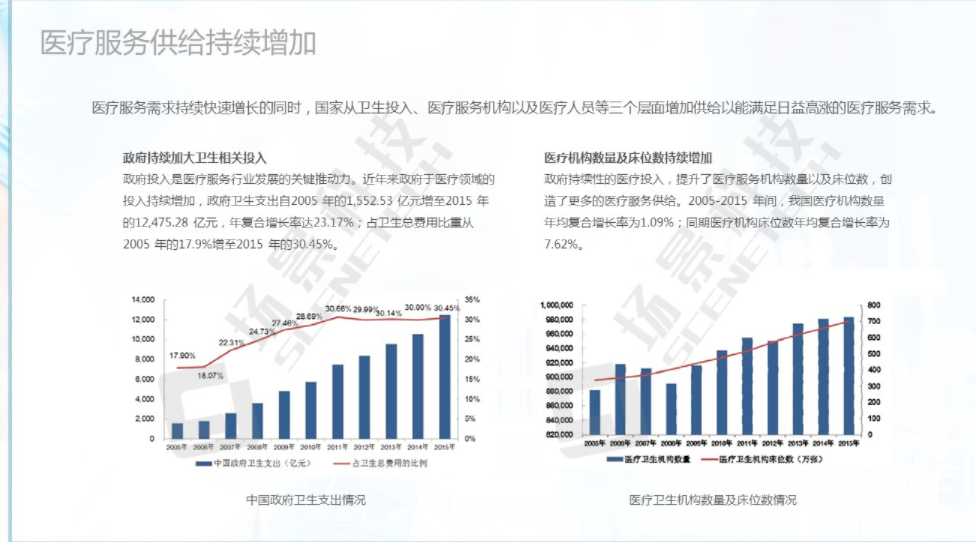 医疗服务供给持续增加
医疗服务需求持续快速增长的同时，国家从卫生投入、医疗服务机构以及医疗人员等三个层面增加供给以能满足日益高涨的医疗服务需求。
政府持续加大卫生相关投入
政府投入是医疗服务行业发展的关键推动力。近年来政府于医疗领域的
投入持续增加，政府卫生支出自2005 年的1,552.53 亿元增至2015 年
的12,475.28 亿元，年复合增长率达23.17%；占卫生总费用比重从
2005 年的17.9%增至2015 年的30.45%。
医疗机构数量及床位数持续增加
政府持续性的医疗投入，提升了医疗服务机构数量以及床位数，创
造了更多的医疗服务供给。2005-2015 年间，我国医疗机构数量
年均复合增长率为1.09%；同期医疗机构床位数年均复合增长率为
7.62%。
14,000
12,000
10,000
8,000
6,000
4,000
2,000
0
35%
30%
25%
20%
15%
10%
5%
0%
17.90%
18.07%
22.31%
24.73%
27.46%
28.69%
30.66%
29.99%
30.14%
30.00%
30.45%
2005年 2006年 2007年 2008年 2009年 2010年 2011年 2012年 2013年 2014年 2015年
中国政府卫生支出（亿元） 占卫生总费用的比例
中国政府卫生支出情况
1,000,000
980,000
960,000
940,000
920,000
900,000
880,000
860,000
840,000
820,000
800
700
600
500
400
300
200
100
0
2005年 2006年 2007年 2008年 2009年 2010年 2011年 2012年 2013年 2014年 2015年
医疗卫生机构数量 医疗卫生机构床位数（万张）
医疗卫生机构数量及床位数情况
场景科技
SCENETECH
场景科技
SCENETECH